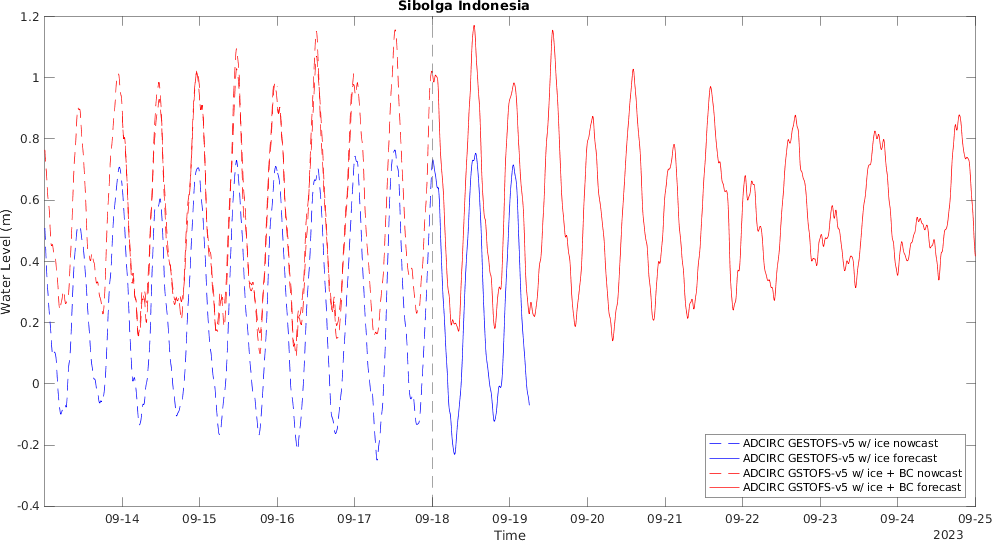 Sibolga Indonesia
1.2
1
0.8
0.6
0.4
0.2
0
-0.2
-0.4
Water Level (m)
ADCIRC GESTOFS-v5 w/ ice nowcast
ADCIRC GESTOFS-v5 w/ ice forecast
ADCIRC GSTOFS-v5 w/ ice + BC nowcast
ADCIRC GSTOFS-v5 w/ ice + BC forecast
09-14 09-15 09-16 09-17 09-18 09-19 09-20 09-21 09-22 09-23 09-24 09-25
Time
2023